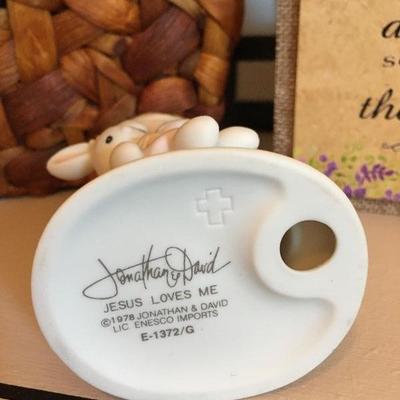 Jonathan & David
JESUS LOVES ME
©1978 JONATHAN & DAVID
LIC. ENESCO IMPORTS
E-1372/G
a
s
the